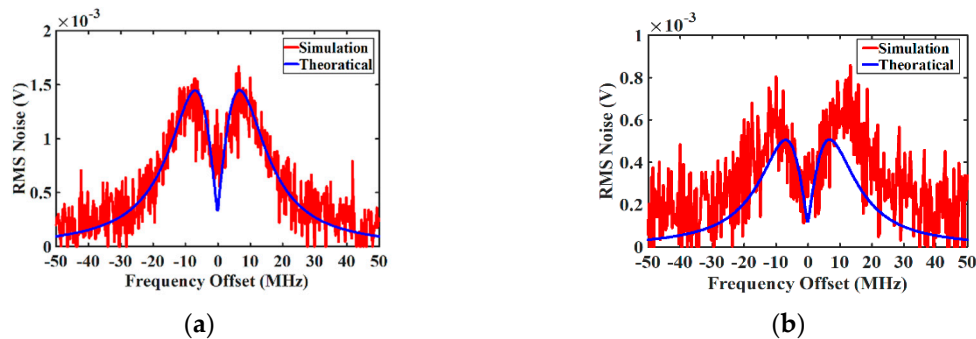 ×10⁻³
2
1.5
1
0.5
0
RMS Noise (V)
Simulation
Theoratical
-50 -40 -30 -20 -10 0 10 20 30 40 50
Frequency Offset (MHz)
(a)
×10⁻³
1
0.8
0.6
0.4
0.2
0
RMS Noise (V)
Simulation
Theoratical
-50 -40 -30 -20 -10 0 10 20 30 40 50
Frequency Offset (MHz)
(b)